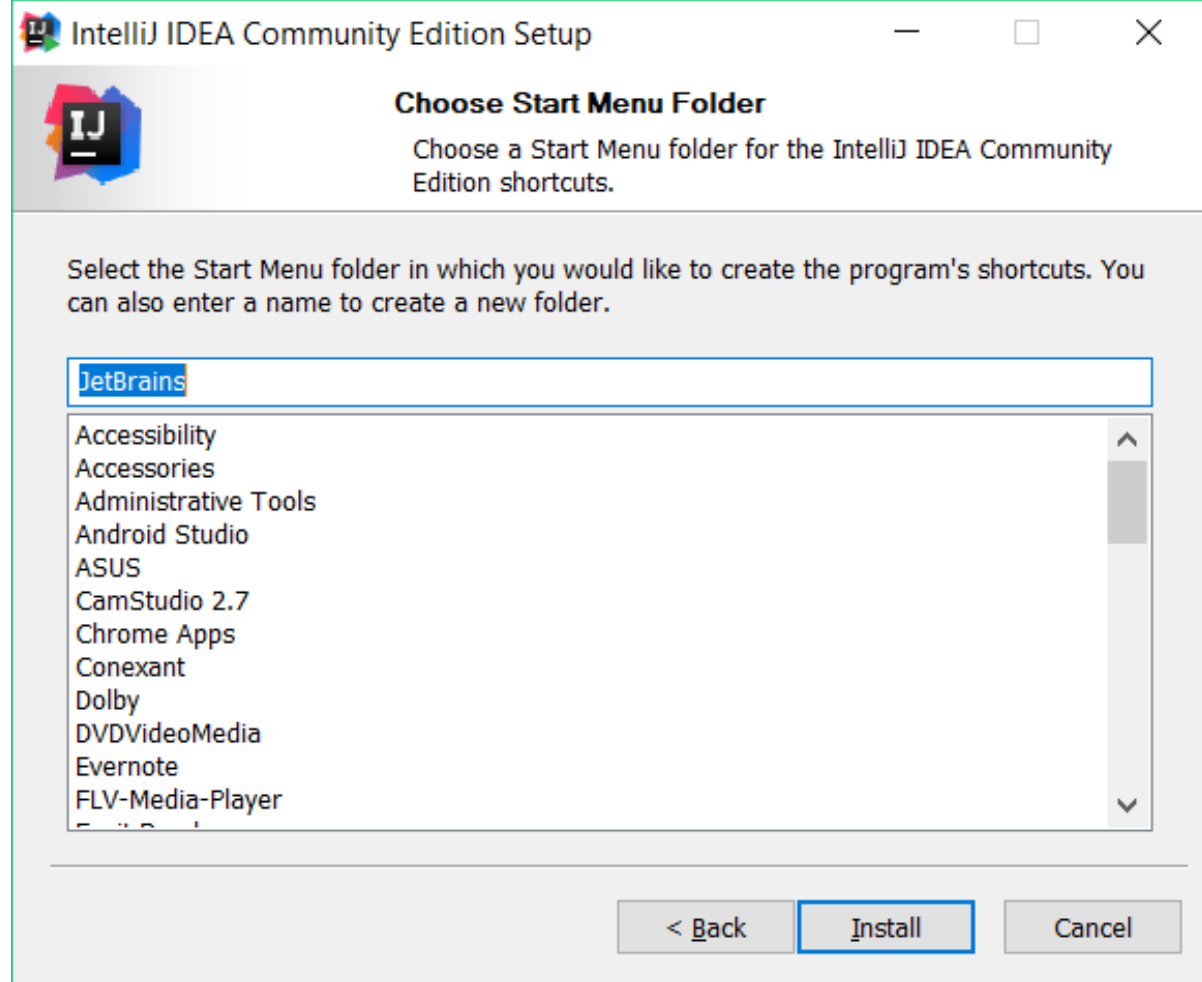 IntelliJ IDEA Community Edition Setup
IJ
Choose Start Menu Folder
Choose a Start Menu folder for the IntelliJ IDEA Community
Edition shortcuts.
Select the Start Menu folder in which you would like to create the program's shortcuts. You
can also enter a name to create a new folder.
JetBrains
Accessibility
Accessories
Administrative Tools
Android Studio
ASUS
CamStudio 2.7
Chrome Apps
Conexant
Dolby
DVDVideoMedia
Evernote
FLV-Media-Player
< Back
Install
Cancel